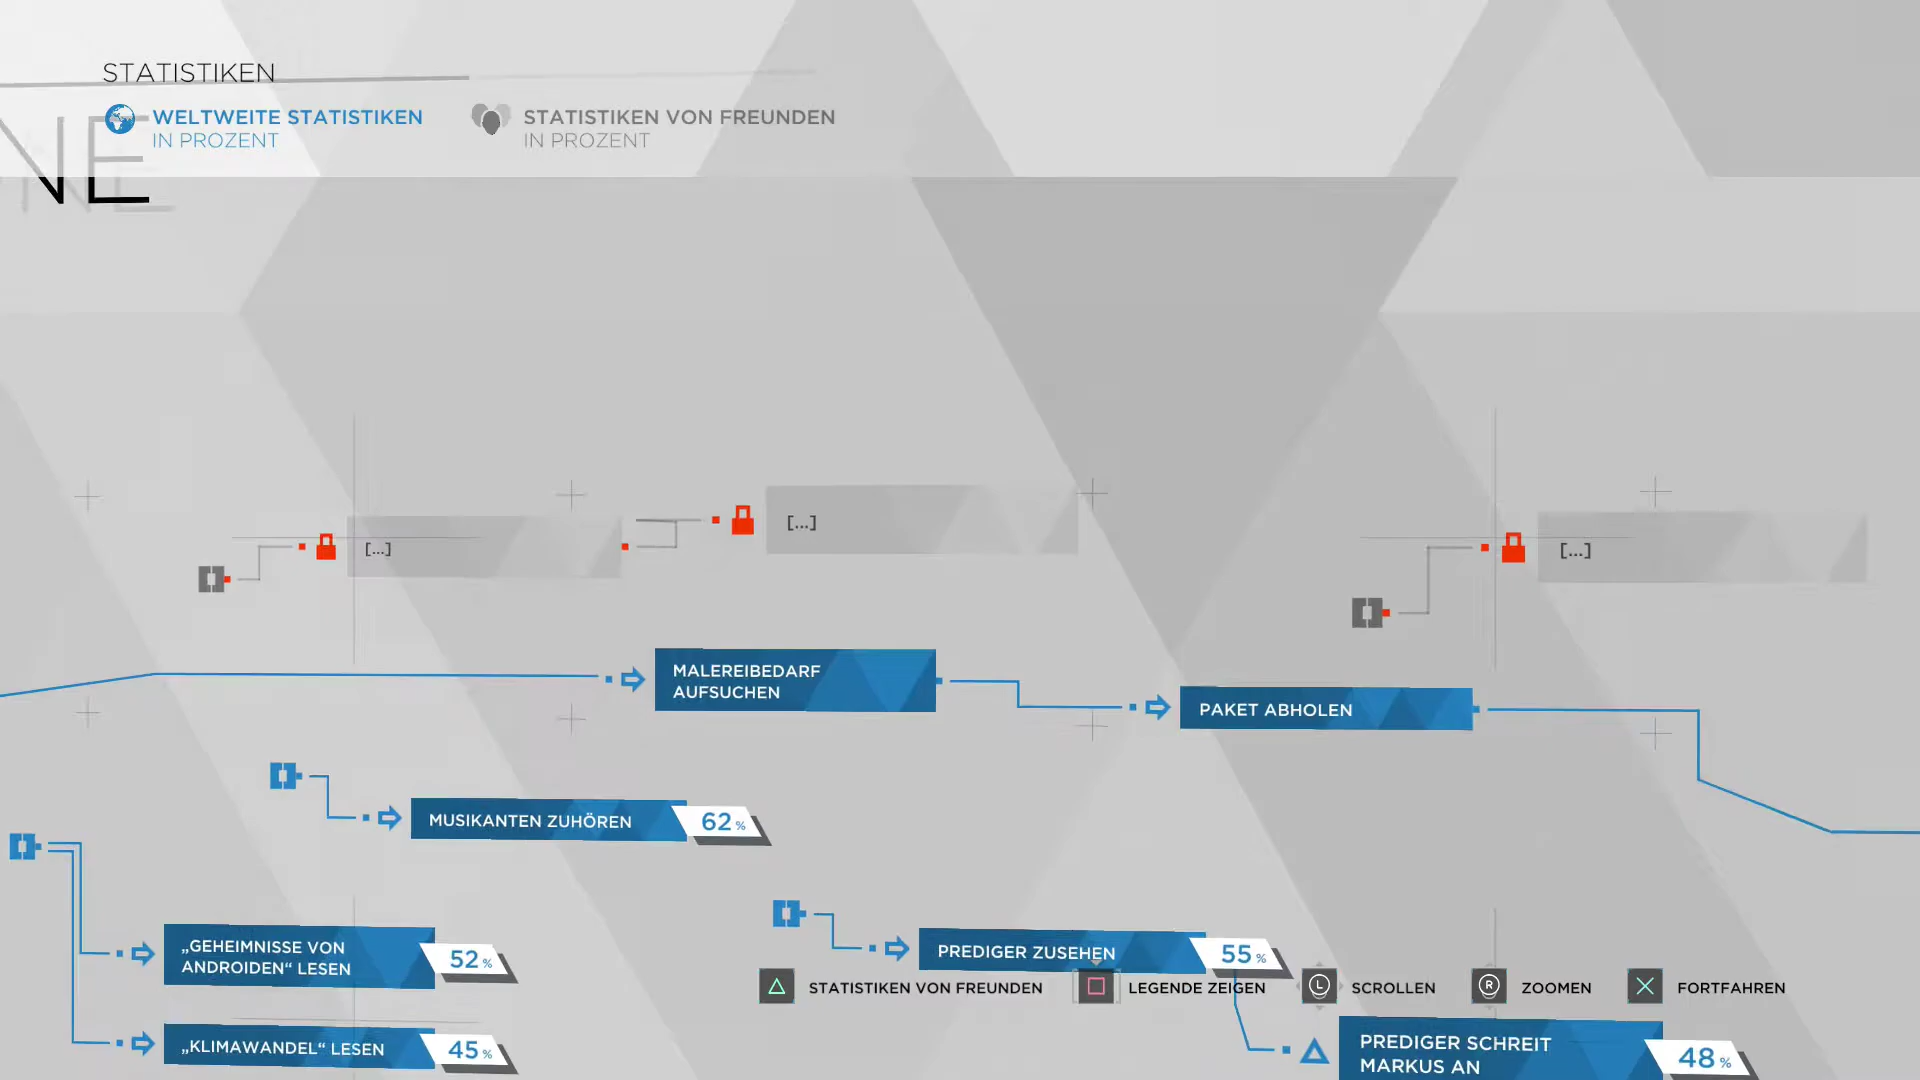 STATISTIKEN
WELTWEITE STATISTIKEN
IN PROZENT
STATISTIKEN VON FREUNDEN
IN PROZENT
NE
[...]
[...]
[...]
MALEREIBEDARF
AUFSUCHEN
PAKET ABHOLEN
MUSIKANTEN ZUHÖREN
62 %
„GEHEIMNISSE VON
ANDROIDEN“ LESEN
52 %
PREDIGER ZUSEHEN
55 %
STATISTIKEN VON FREUNDEN
LEGENDE ZEIGEN
L
SCROLLEN
R
ZOOMEN
FORTFAHREN
„KLIMAWANDEL“ LESEN
45 %
PREDIGER SCHREIT
MARKUS AN
48 %